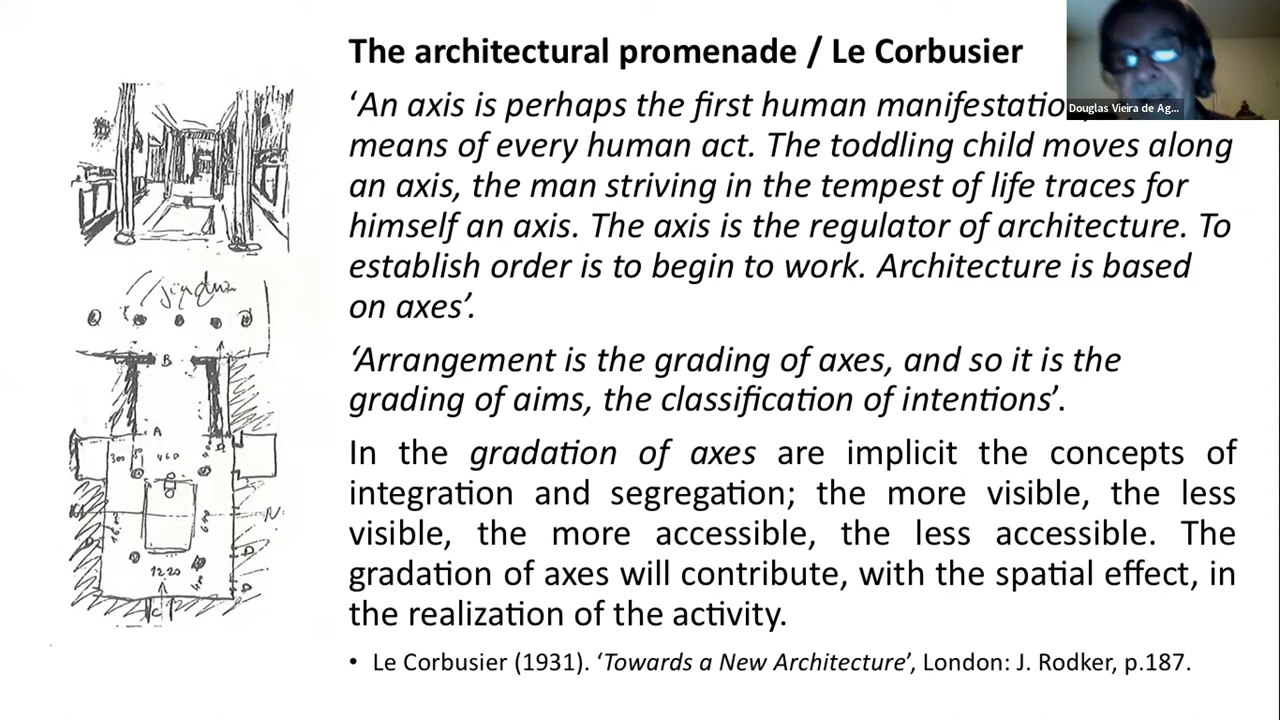 The architectural promenade / Le Corbusier
Douglas Vieira de Ag...
‘An axis is perhaps the first human manifestatio
means of every human act. The toddling child moves along
an axis, the man striving in the tempest of life traces for
himself an axis. The axis is the regulator of architecture. To
establish order is to begin to work. Architecture is based
on axes’.
‘Arrangement is the grading of axes, and so it is the
grading of aims, the classification of intentions’.
In the gradation of axes are implicit the concepts of
integration and segregation; the more visible, the less
visible, the more accessible, the less accessible. The
gradation of axes will contribute, with the spatial effect, in
the realization of the activity.
• Le Corbusier (1931). ‘Towards a New Architecture’, London: J. Rodker, p.187.
B
A
300
460
1220